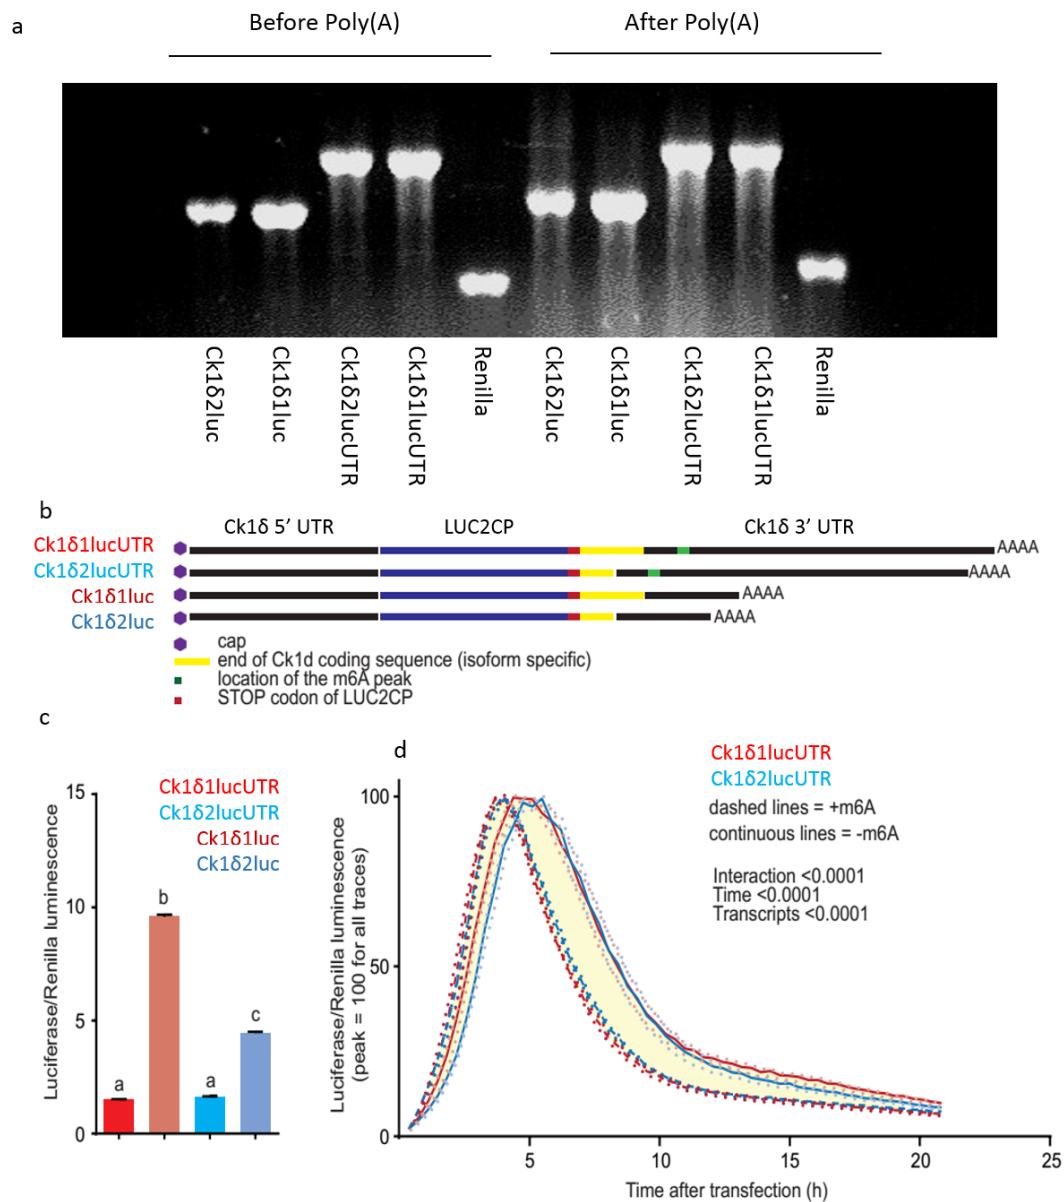 a
Before Poly(A)
After Poly(A)
Ck1δ2luc
Ck1δ1luc
Ck1δ2lucUTR
Ck1δ1lucUTR
Renilla
Ck1δ2luc
Ck1δ1luc
Ck1δ2lucUTR
Ck1δ1lucUTR
Renilla
b
Ck1δ 5’ UTR
LUC2CP
Ck1δ 3’ UTR
Ck1δ1lucUTR
AAAA
Ck1δ2lucUTR
AAAA
Ck1δ1luc
AAAA
Ck1δ2luc
AAAA
cap
end of Ck1d coding sequence (isoform specific)
location of the m6A peak
STOP codon of LUC2CP
c
Ck1δ1lucUTR
Ck1δ2lucUTR
Ck1δ1luc
Ck1δ2luc
Luciferase/Renilla luminescence
15
10
5
0
a
b
a
c
d
Ck1δ1lucUTR
Ck1δ2lucUTR
dashed lines = +m6A
continuous lines = -m6A
Interaction <0.0001
Time <0.0001
Transcripts <0.0001
Luciferase/Renilla luminescence
(peak = 100 for all traces)
100
50
0
5
10
15
20
25
Time after transfection (h)